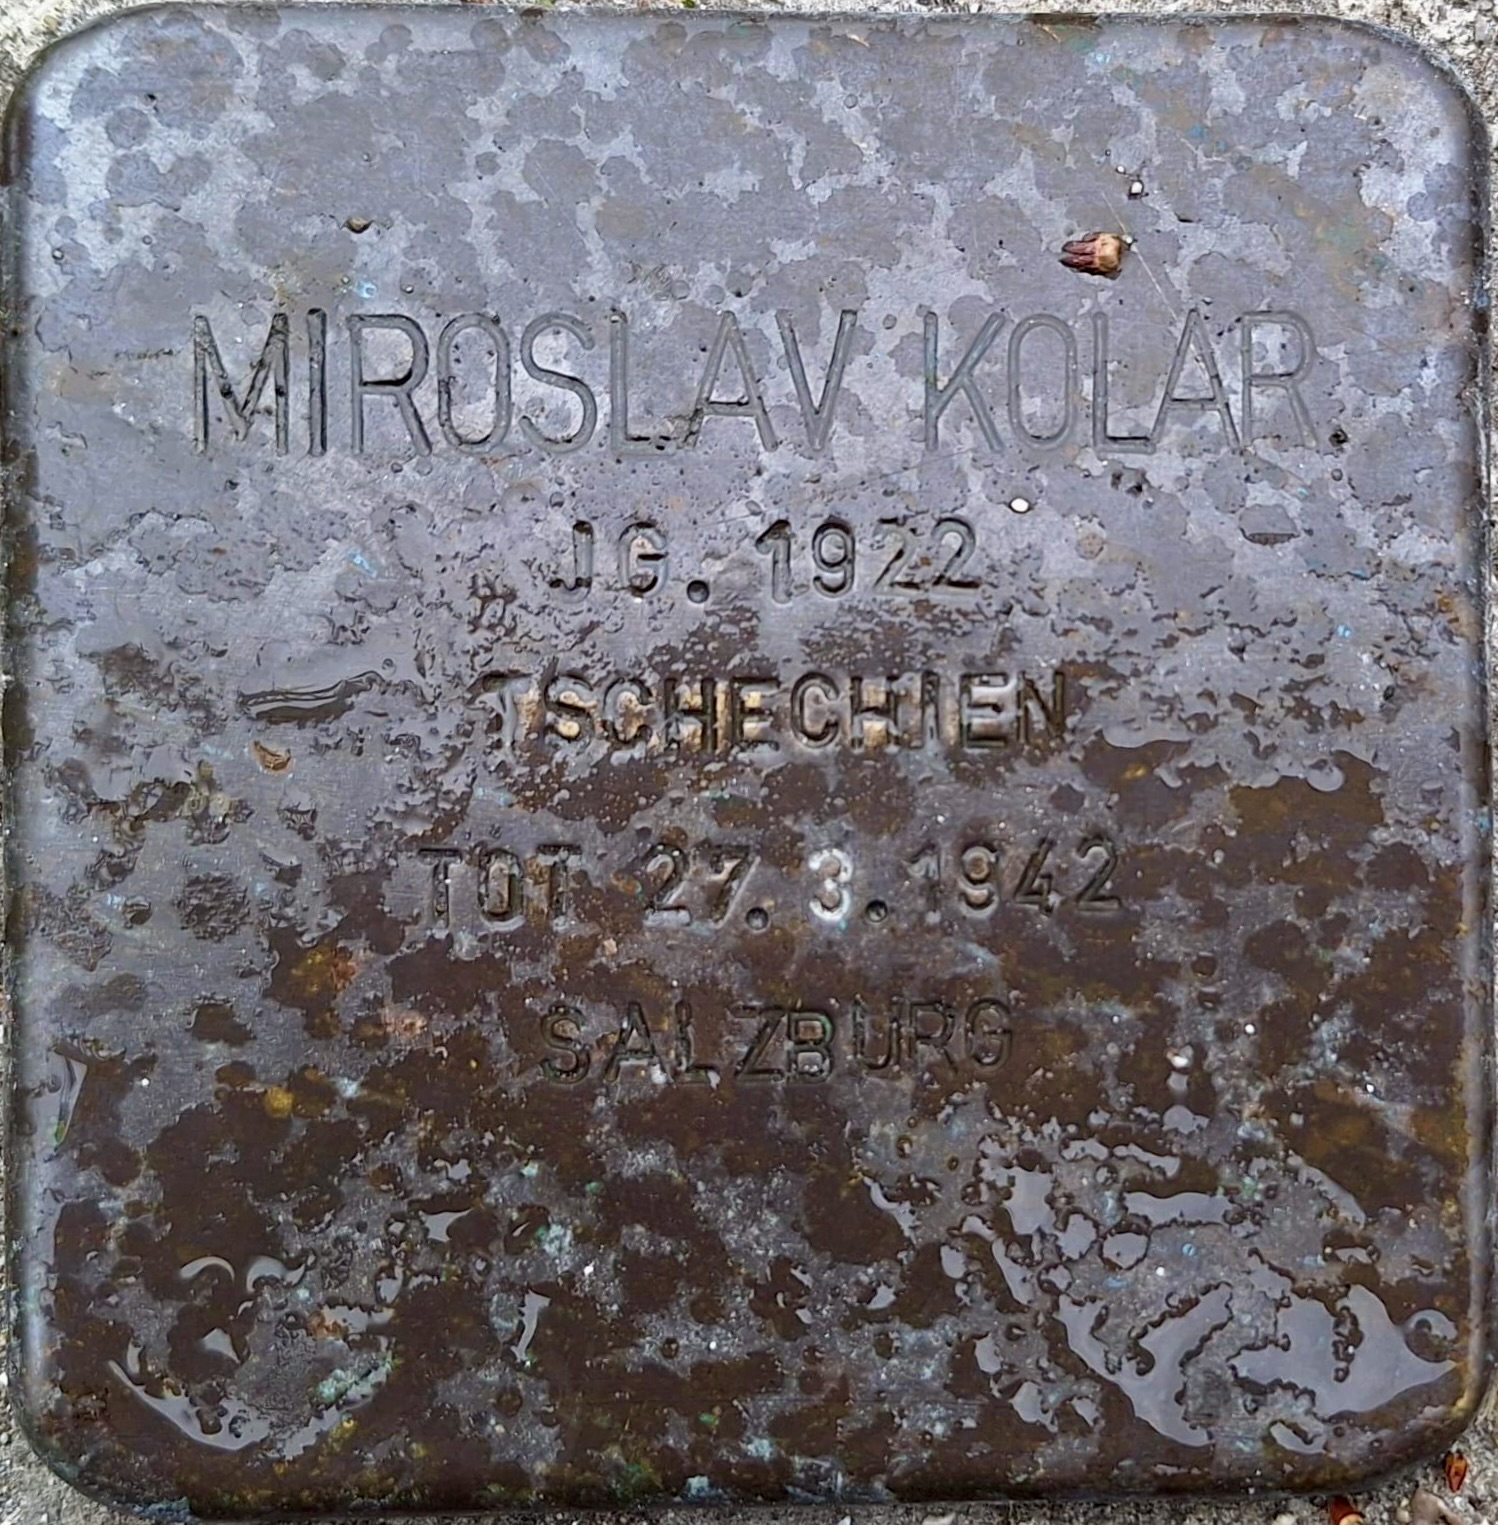 MIROSLAV KOLAR
JG. 1922
TSCHECHIEN
TOT 27. 3. 1942
SALZBURG